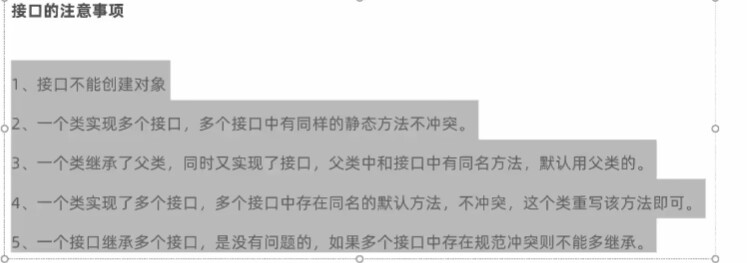 接口的注意事项
1、接口不能创建对象
2、一个类实现多个接口，多个接口中有同样的静态方法不冲突。
3、一个类继承了父类，同时又实现了接口，父类中和接口中有同名方法，默认用父类的。
4、一个类实现了多个接口，多个接口中存在同名的默认方法，不冲突，这个类重写该方法即可。
5、一个接口继承多个接口，是没有问题的，如果多个接口中存在规范冲突则不能多继承。